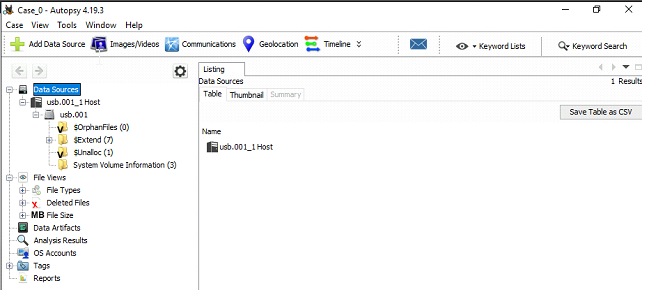 Case_0 - Autopsy 4.19.3
Case View Tools Window Help
Add Data Source Images/Videos Communications Geolocation Timeline Keyword Lists Keyword Search
Data Sources
usb.001_1 Host
usb.001
$OrphanFiles (0)
$Extend (7)
$Unalloc (1)
System Volume Information (3)
File Views
File Types
Deleted Files
MB File Size
Data Artifacts
Analysis Results
OS Accounts
Tags
Reports
Listing
Data Sources 1 Results
Table Thumbnail Summary
Save Table as CSV
Name
usb.001_1 Host